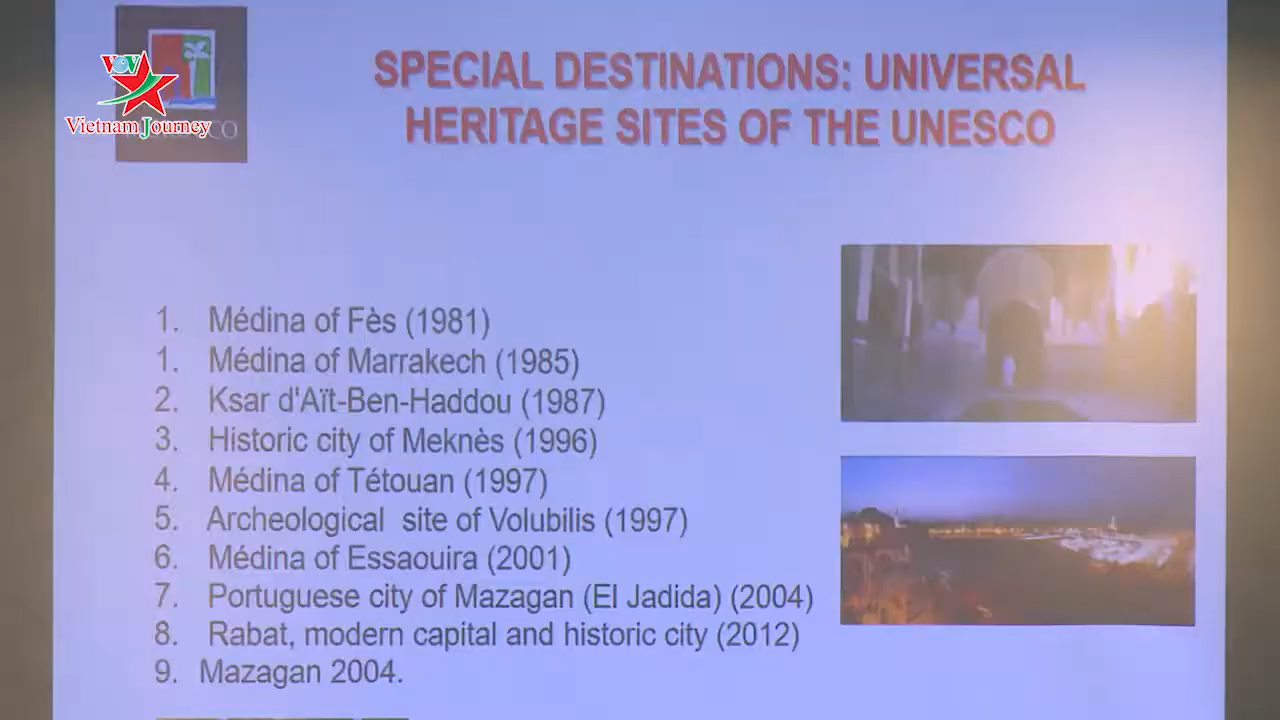 VOV
Vietnam Journey
SPECIAL DESTINATIONS: UNIVERSAL
HERITAGE SITES OF THE UNESCO
1. Médina of Fès (1981)
1. Médina of Marrakech (1985)
2. Ksar d'Aït-Ben-Haddou (1987)
3. Historic city of Meknès (1996)
4. Médina of Tétouan (1997)
5. Archeological site of Volubilis (1997)
6. Médina of Essaouira (2001)
7. Portuguese city of Mazagan (El Jadida) (2004)
8. Rabat, modern capital and historic city (2012)
9. Mazagan 2004.